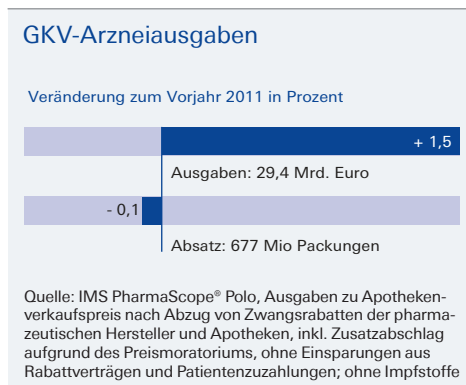 GKV-Arzneiausgaben
Veränderung zum Vorjahr 2011 in Prozent
+ 1,5
Ausgaben: 29,4 Mrd. Euro
- 0,1
Absatz: 677 Mio Packungen
Quelle: IMS PharmaScope® Polo, Ausgaben zu Apotheken-
verkaufspreis nach Abzug von Zwangsrabatten der pharma-
zeutischen Hersteller und Apotheken, inkl. Zusatzabschlag
aufgrund des Preismoratoriums, ohne Einsparungen aus
Rabattverträgen und Patientenzuzahlungen; ohne Impfstoffe